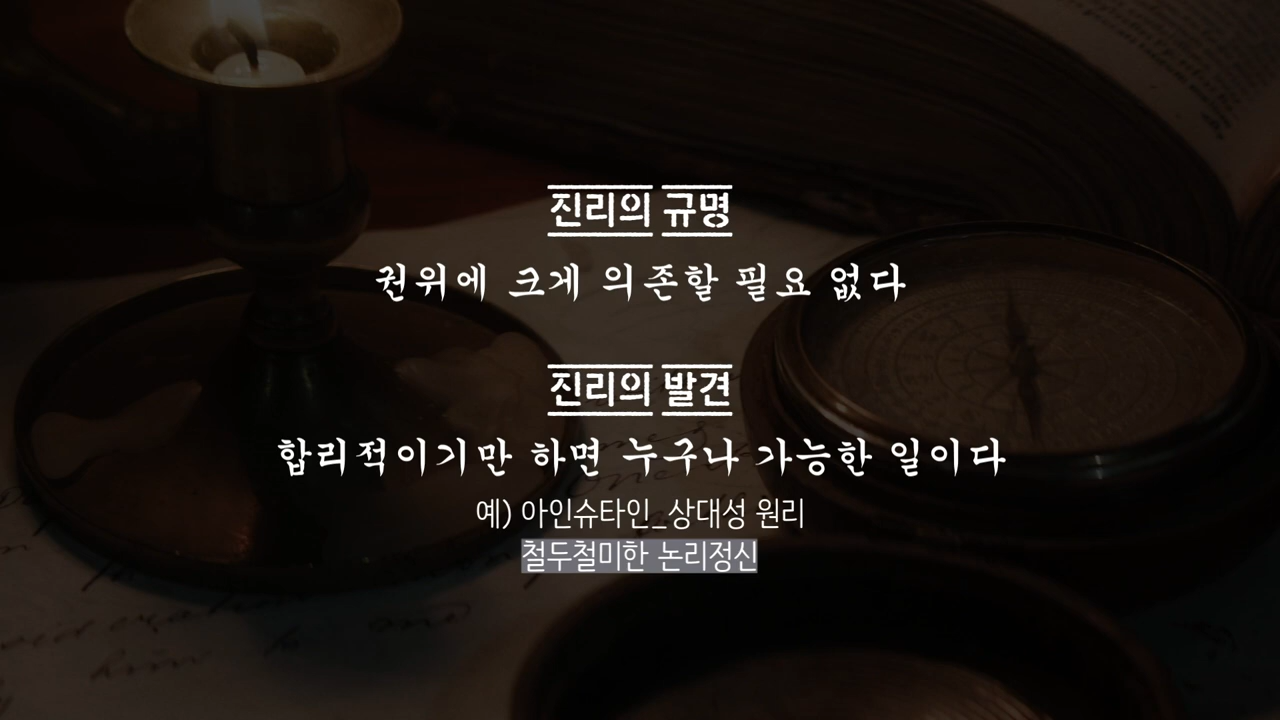 진리의 규명
권위에 크게 의존할 필요 없다
진리의 발견
합리적이기만 하면 누구나 가능한 일이다
예) 아인슈타인_상대성 원리
철두철미한 논리정신